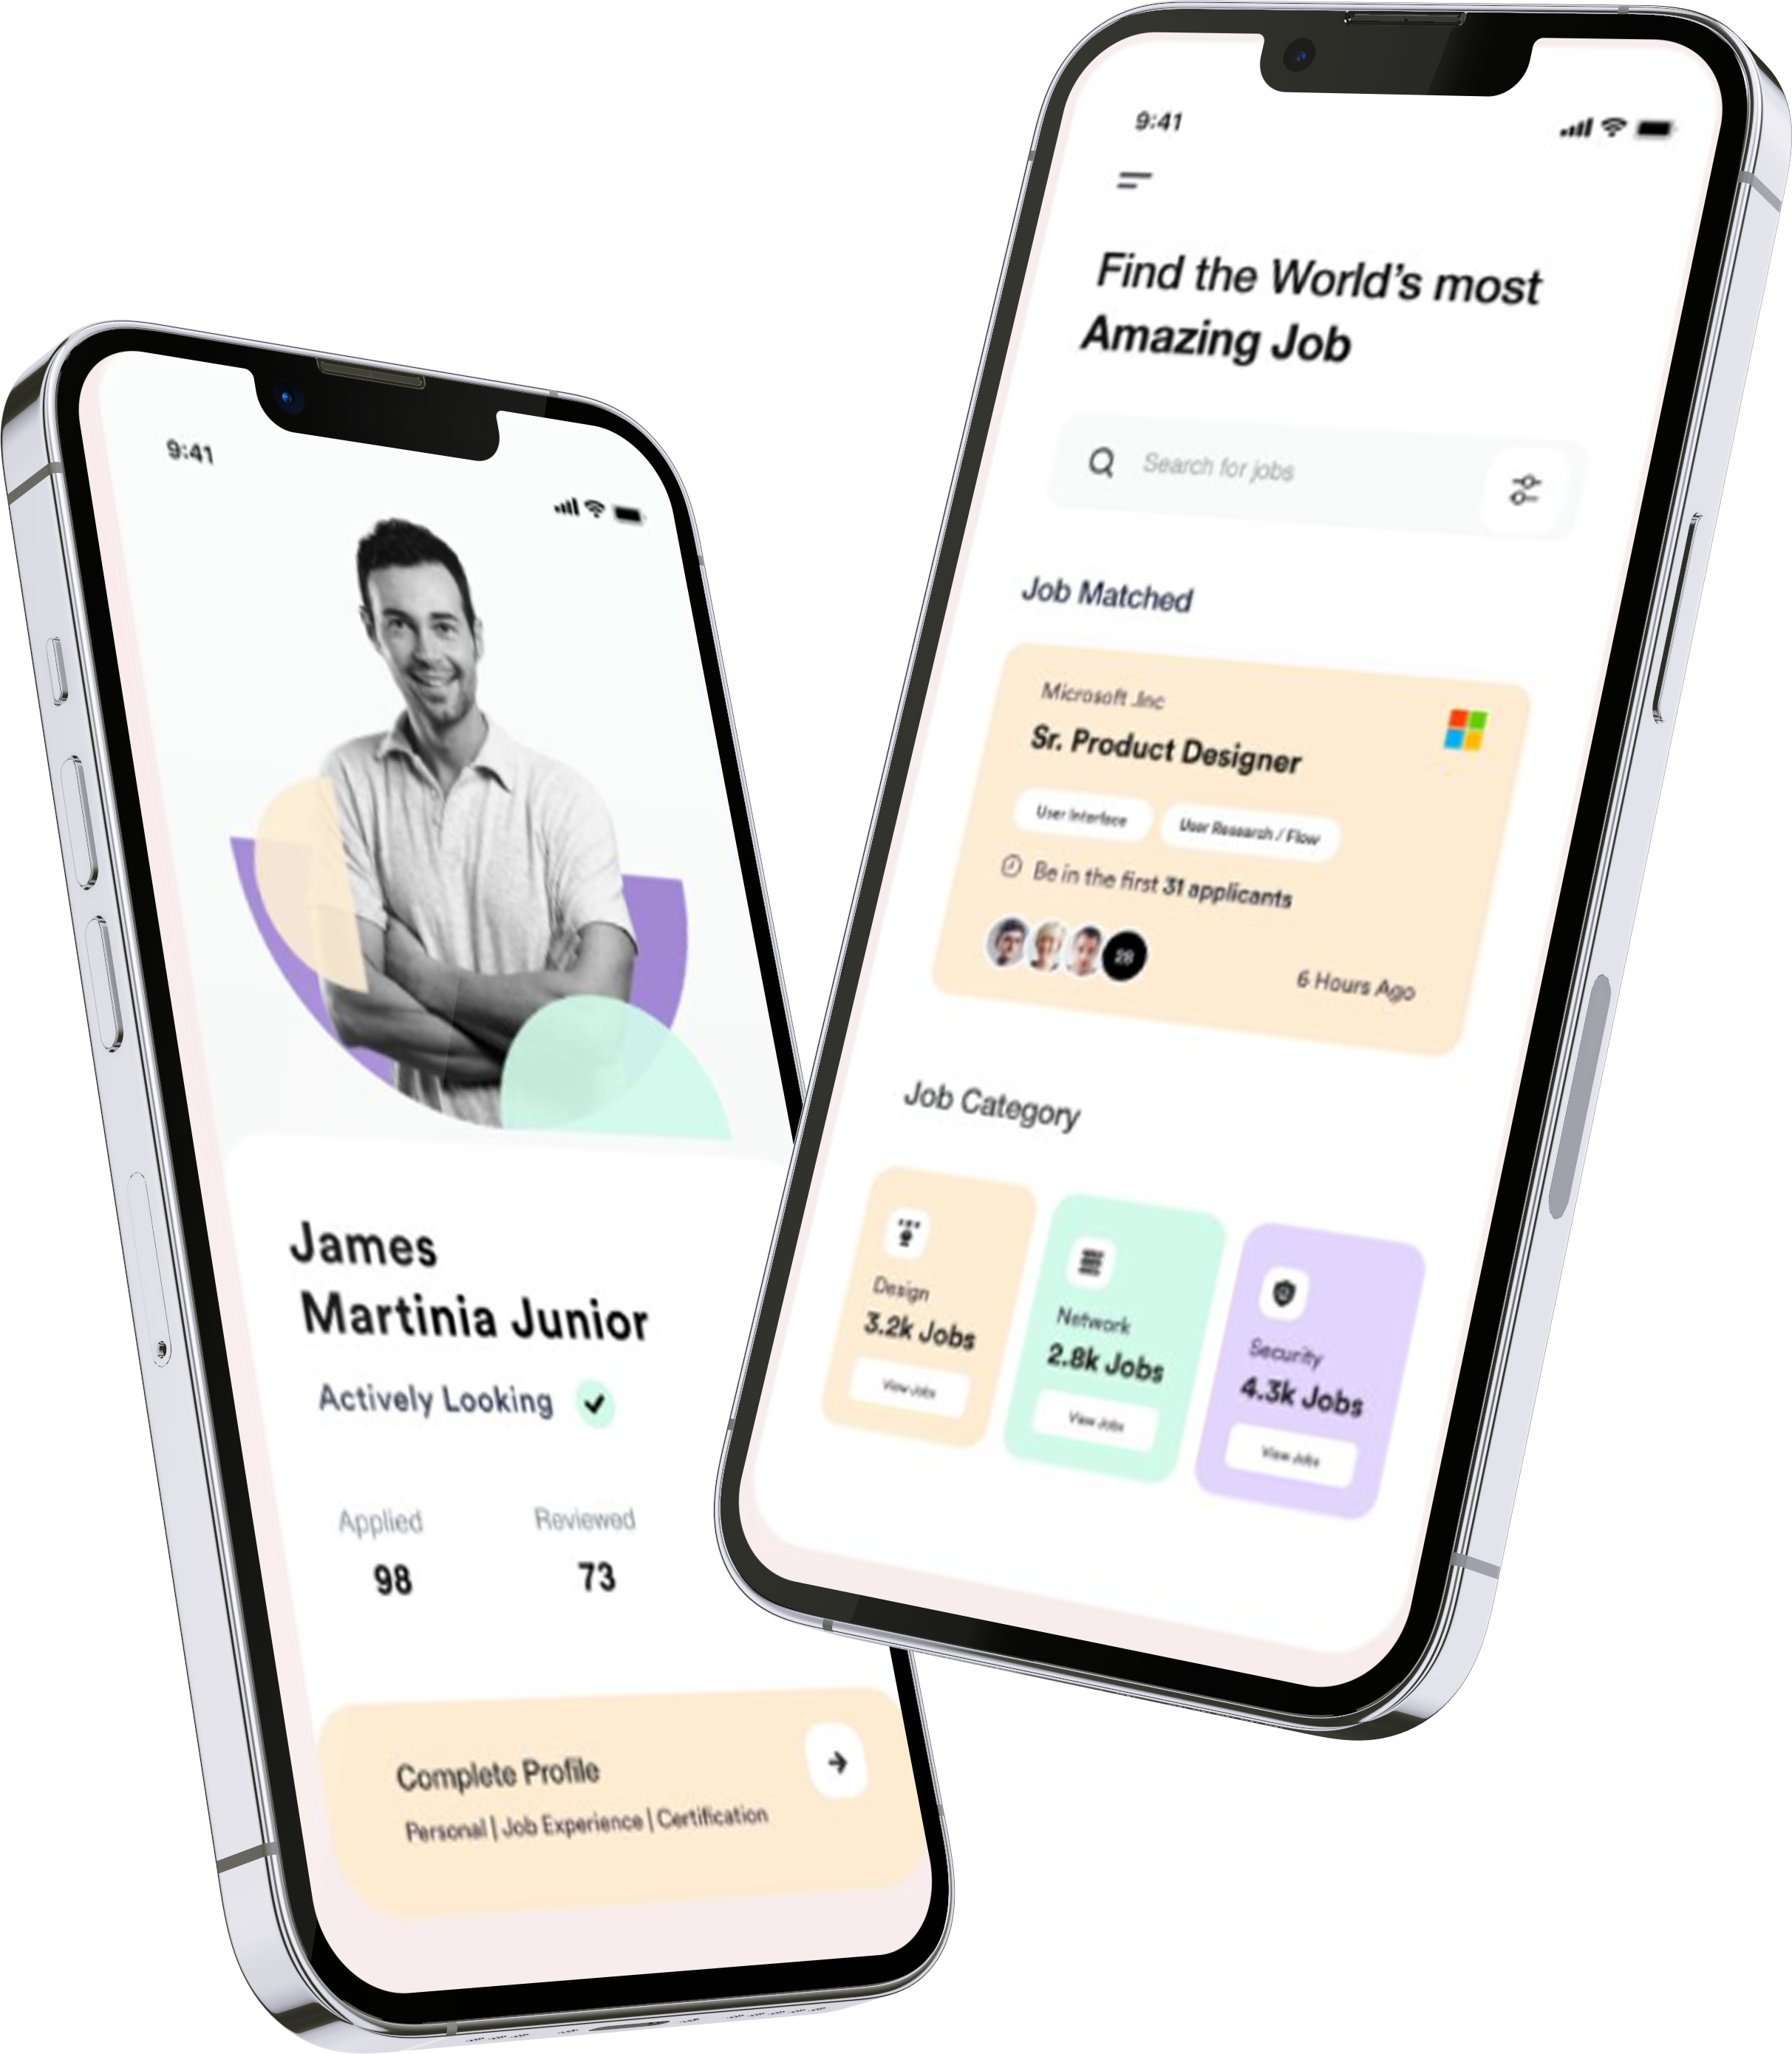 9:41
James
Martinia Junior
Actively Looking
Applied
Reviewed
98
73
Complete Profile
Personal | Job Experience | Certification
9:41
Find the World's most
Amazing Job
Search for jobs
Job Matched
Microsoft .Inc
Sr. Product Designer
User Interface
User Research / Flow
Be in the first 31 applicants
28
6 Hours Ago
Job Category
Design
3.2k Jobs
View Jobs
Network
2.8k Jobs
View Jobs
Security
4.3k Jobs
View Jobs